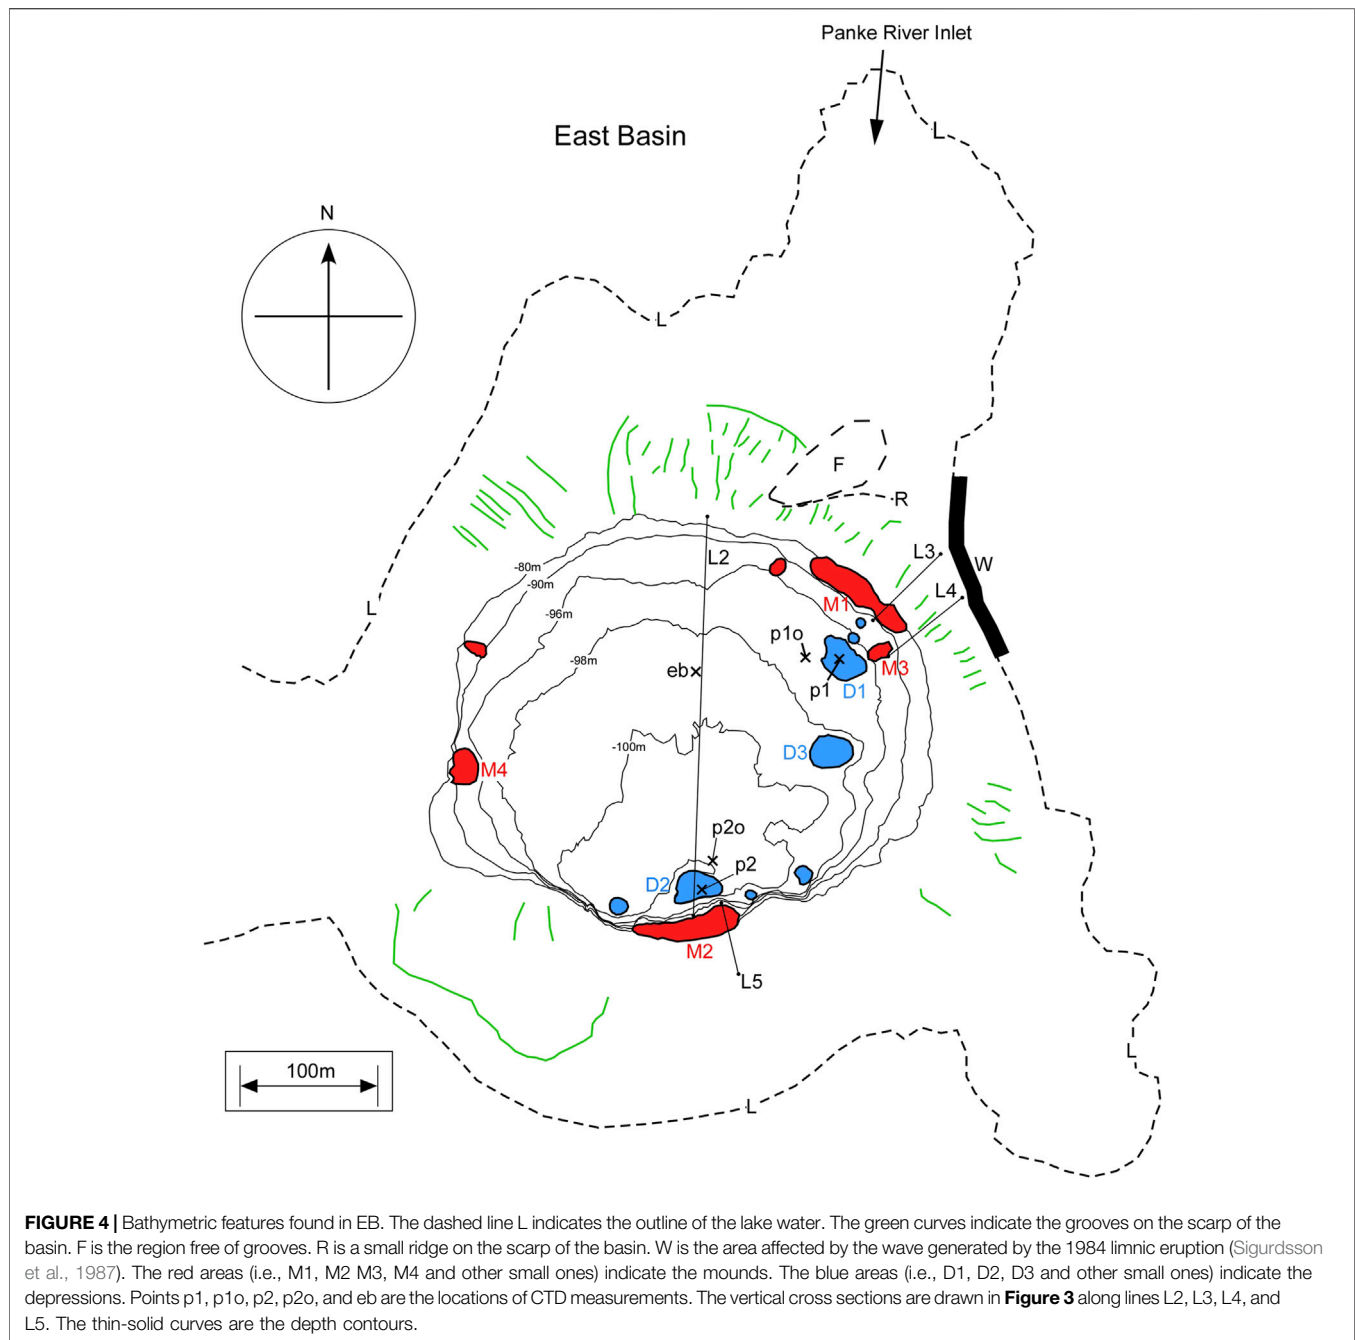 Panke River Inlet
L
East Basin
N
L
F
R
L3
W
L2
-80m
-90m
L4
L
M1
-96m
p1o
-98m
eb
M3
p1
D1
-100m
D3
M4
p2o
p2
D2
M2
L5
L
100m
L
FIGURE 4 | Bathymetric features found in EB. The dashed line L indicates the outline of the lake water. The green curves indicate the grooves on the scarp of the
basin. F is the region free of grooves. R is a small ridge on the scarp of the basin. W is the area affected by the wave generated by the 1984 limnic eruption (Sigurdsson
et al., 1987). The red areas (i.e., M1, M2 M3, M4 and other small ones) indicate the mounds. The blue areas (i.e., D1, D2, D3 and other small ones) indicate the
depressions. Points p1, p1o, p2, p2o, and eb are the locations of CTD measurements. The vertical cross sections are drawn in Figure 3 along lines L2, L3, L4, and
L5. The thin-solid curves are the depth contours.